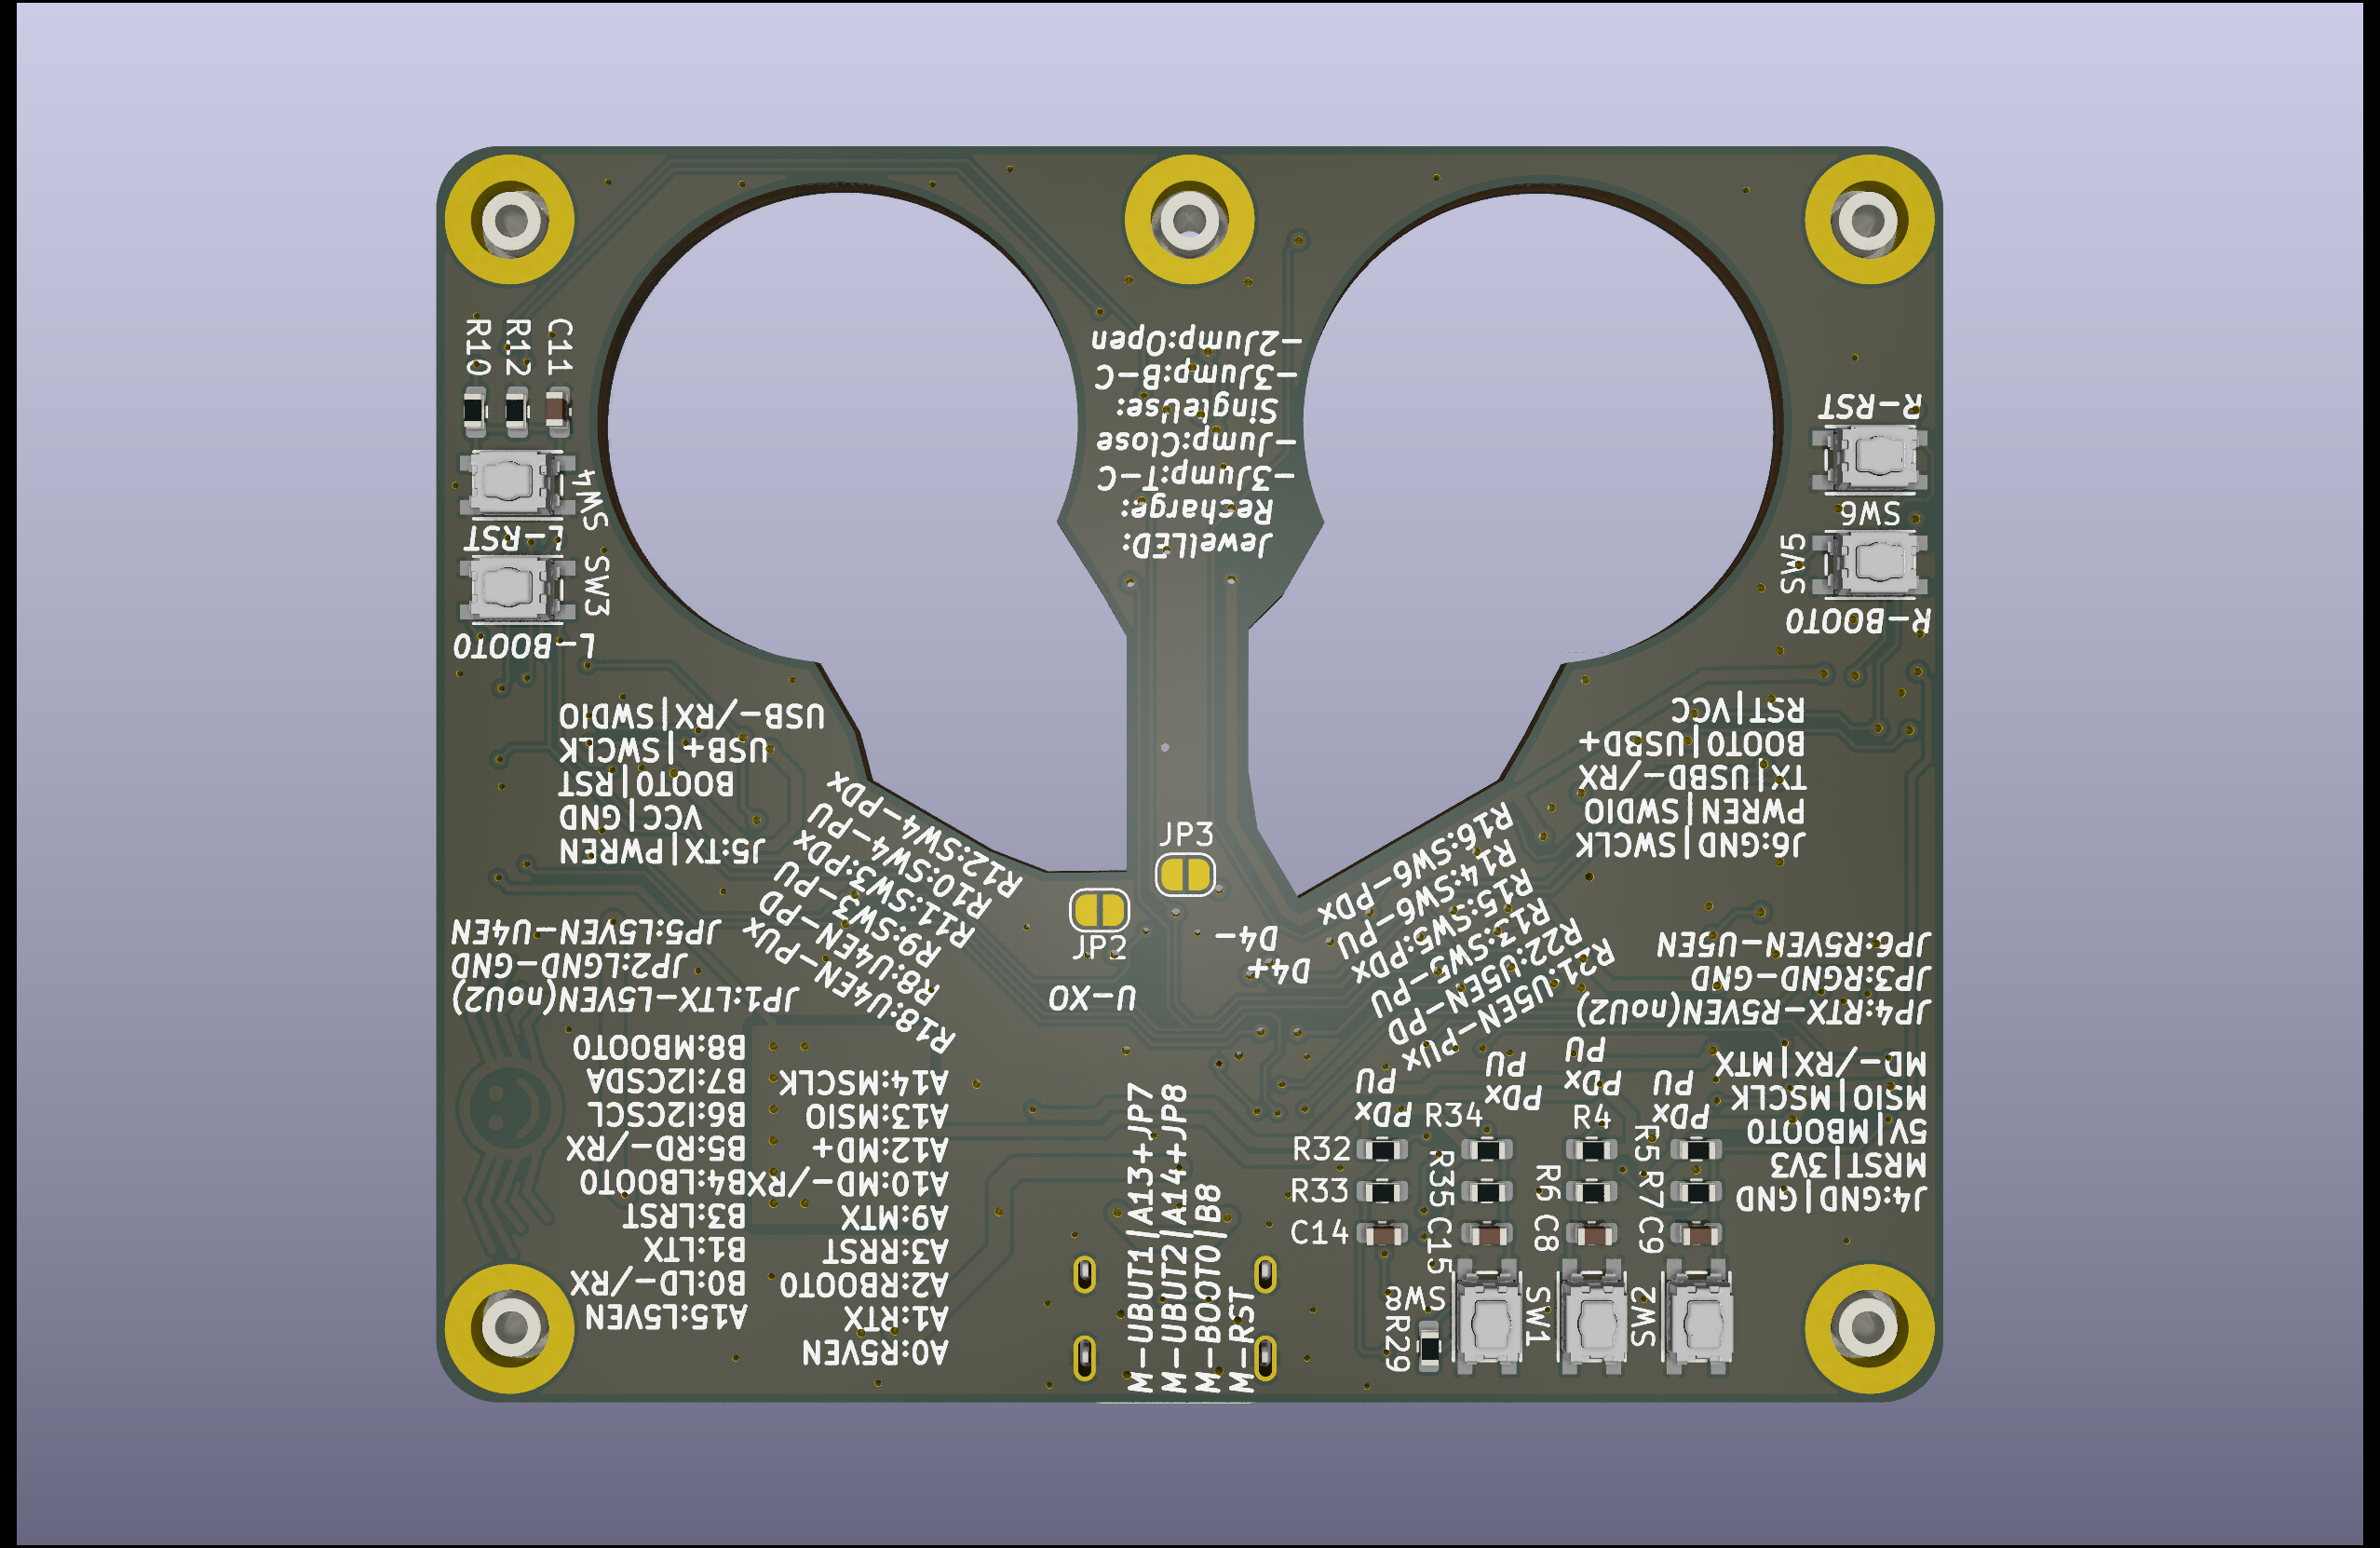 R10
R12
C11
SW4
L-RST
SW3
L-BOOT0
JewelLED:
Recharge:
-3Jump:T-C
-Jump:Close
SingleUse:
-3Jump:B-C
-2Jump:Open
R-RST
SW6
SW5
R-BOOT0
J5:TX|PWREN
VCC|GND
BOOT0|RST
USB+|SWCLK
USB-/RX|SWDIO
R18:U4EN-PUx
R8:U4EN-PD
R9:SW3-PU
R11:SW3:PDx
R10:SW4-PU
R12:SW4-PDx
JP3
JP2
D4-
D4+
U-XO
R21:U5EN-PUx
R22:U5EN-PD
R13:SW5-PU
R15:SW5:PDx
R14:SW6-PU
R16:SW6-PDx
J6:GND|SWCLK
PWREN|SWDIO
TX|USBD-/RX
BOOT0|USBD+
RST|VCC
JP1:LTX-L5VEN(noU2)
JP2:LGND-GND
JP5:L5VEN-U4EN
JP4:RTX-R5VEN(noU2)
JP3:RGND-GND
JP6:R5VEN-U5EN
A0:R5VEN
A1:RTX
A2:RBOOT0
A3:RRST
A9:MTX
A10:MD-/RX
A12:MD+
A13:MSIO
A14:MSCLK
A15:L5VEN
B0:LD-/RX
B1:LTX
B3:LRST
B4:LBOOT0
B5:RD-/RX
B6:I2CSCL
B7:I2CSDA
B8:MBOOT0
M-UBUT1|A13+JP7
M-UBUT2|A14+JP8
M-BOOT0|B8
M-RST
PDx
PU
PDx
PU
PDx
PU
PDx
PU
R34
R4
R5
R32
R33
C14
R35
C15
R6
C8
R7
C9
SW8
R29
SW1
SW2
J4:GND|GND
MRST|3V3
5V|MBOOT0
MSIO|MSCLK
MD-/RX|MTX